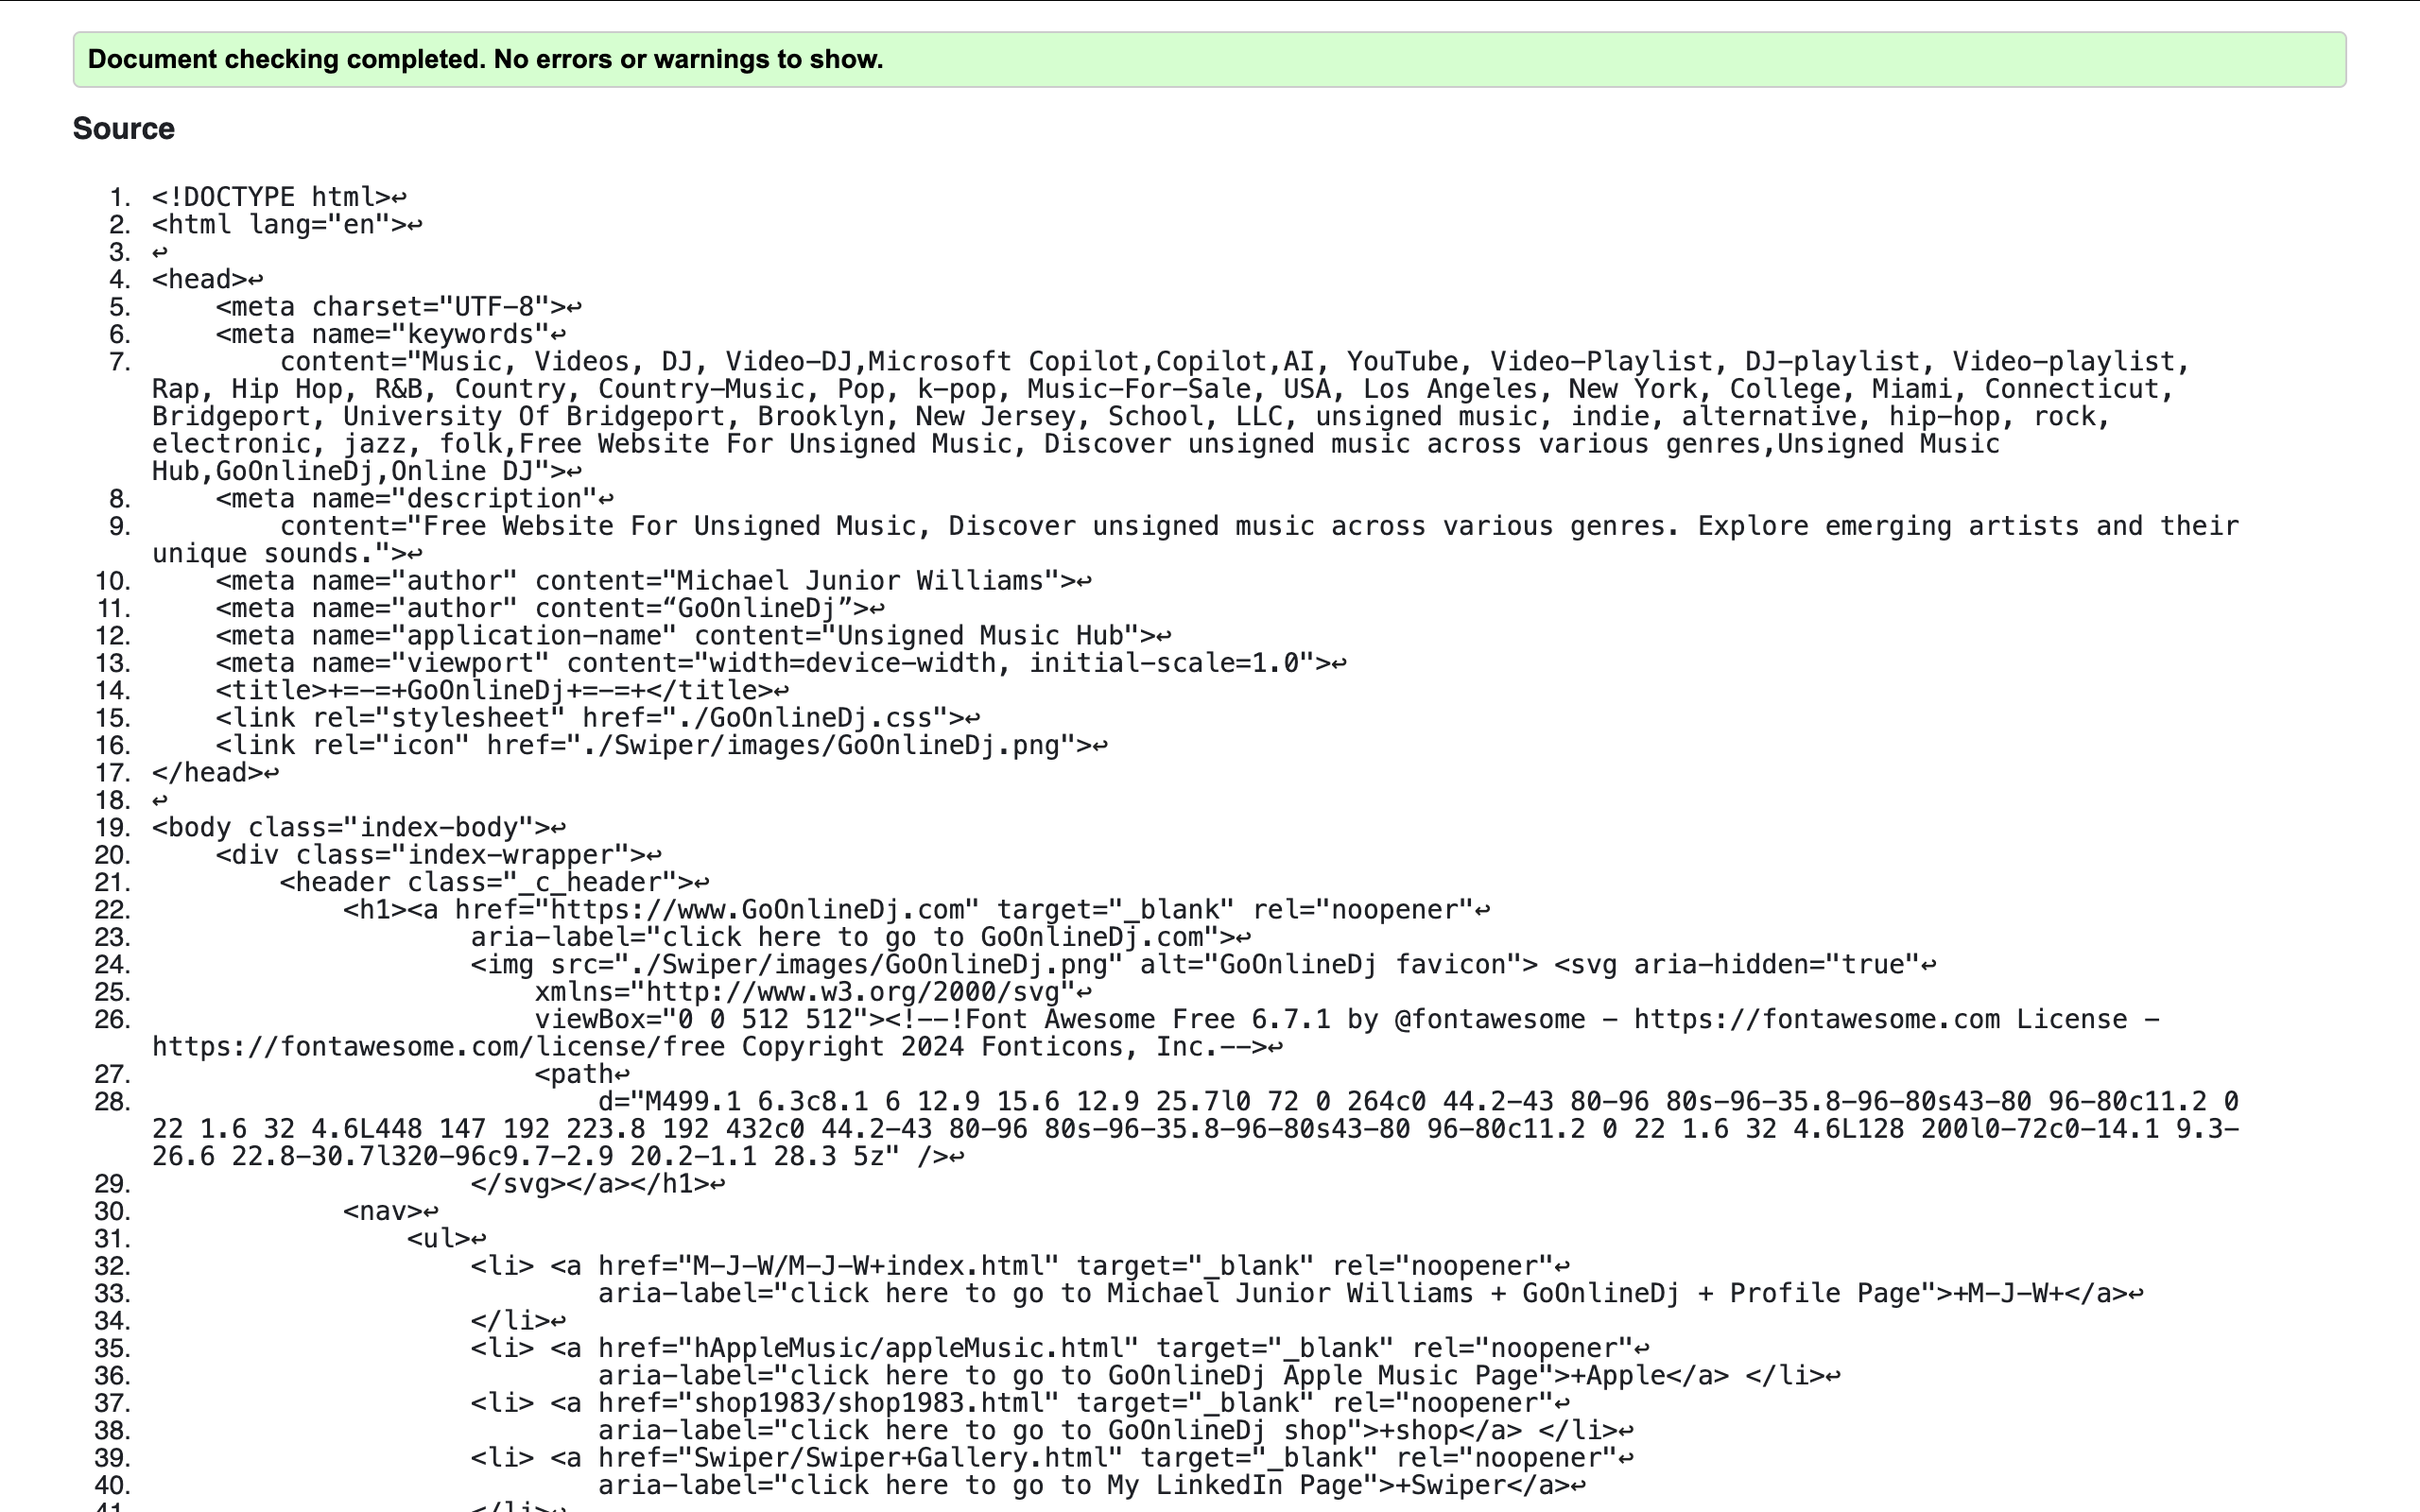 Document checking completed. No errors or warnings to show.
Source
1. <!DOCTYPE html>↩
2. <html lang="en">↩
3. ↩
4. <head>↩
5.     <meta charset="UTF-8">↩
6.     <meta name="keywords"↩
7.         content="Music, Videos, DJ, Video-DJ,Microsoft Copilot,Copilot,AI, YouTube, Video-Playlist, DJ-playlist, Video-playlist,
Rap, Hip Hop, R&B, Country, Country-Music, Pop, k-pop, Music-For-Sale, USA, Los Angeles, New York, College, Miami, Connecticut,
Bridgeport, University Of Bridgeport, Brooklyn, New Jersey, School, LLC, unsigned music, indie, alternative, hip-hop, rock,
electronic, jazz, folk,Free Website For Unsigned Music, Discover unsigned music across various genres,Unsigned Music
Hub,GoOnlineDj,Online DJ">↩
8.     <meta name="description"↩
9.         content="Free Website For Unsigned Music, Discover unsigned music across various genres. Explore emerging artists and their
unique sounds.">↩
10.     <meta name="author" content="Michael Junior Williams">↩
11.     <meta name="author" content=“GoOnlineDj”>↩
12.     <meta name="application-name" content="Unsigned Music Hub">↩
13.     <meta name="viewport" content="width=device-width, initial-scale=1.0">↩
14.     <title>+=-=+GoOnlineDj+=-=+</title>↩
15.     <link rel="stylesheet" href="./GoOnlineDj.css">↩
16.     <link rel="icon" href="./Swiper/images/GoOnlineDj.png">↩
17. </head>↩
18. ↩
19. <body class="index-body">↩
20.     <div class="index-wrapper">↩
21.         <header class="_c_header">↩
22.             <h1><a href="https://www.GoOnlineDj.com" target="_blank" rel="noopener"↩
23.                     aria-label="click here to go to GoOnlineDj.com">↩
24.                     <img src="./Swiper/images/GoOnlineDj.png" alt="GoOnlineDj favicon"> <svg aria-hidden="true"↩
25.                         xmlns="http://www.w3.org/2000/svg"↩
26.                         viewBox="0 0 512 512"><!--!Font Awesome Free 6.7.1 by @fontawesome - https://fontawesome.com License -
https://fontawesome.com/license/free Copyright 2024 Fonticons, Inc.-->↩
27.                         <path↩
28.                             d="M499.1 6.3c8.1 6 12.9 15.6 12.9 25.7l0 72 0 264c0 44.2-43 80-96 80s-96-35.8-96-80s43-80 96-80c11.2 0
22 1.6 32 4.6L448 147 192 223.8 192 432c0 44.2-43 80-96 80s-96-35.8-96-80s43-80 96-80c11.2 0 22 1.6 32 4.6L128 200l0-72c0-14.1 9.3-
26.6 22.8-30.7l320-96c9.7-2.9 20.2-1.1 28.3 5z" />↩
29.                     </svg></a></h1>↩
30.             <nav>↩
31.                 <ul>↩
32.                     <li> <a href="M-J-W/M-J-W+index.html" target="_blank" rel="noopener"↩
33.                             aria-label="click here to go to Michael Junior Williams + GoOnlineDj + Profile Page">+M-J-W+</a>↩
34.                     </li>↩
35.                     <li> <a href="hAppleMusic/appleMusic.html" target="_blank" rel="noopener"↩
36.                             aria-label="click here to go to GoOnlineDj Apple Music Page">+Apple</a> </li>↩
37.                     <li> <a href="shop1983/shop1983.html" target="_blank" rel="noopener"↩
38.                             aria-label="click here to go to GoOnlineDj shop">+shop</a> </li>↩
39.                     <li> <a href="Swiper/Swiper+Gallery.html" target="_blank" rel="noopener"↩
40.                             aria-label="click here to go to My LinkedIn Page">+Swiper</a>↩
41.                     </li>↩